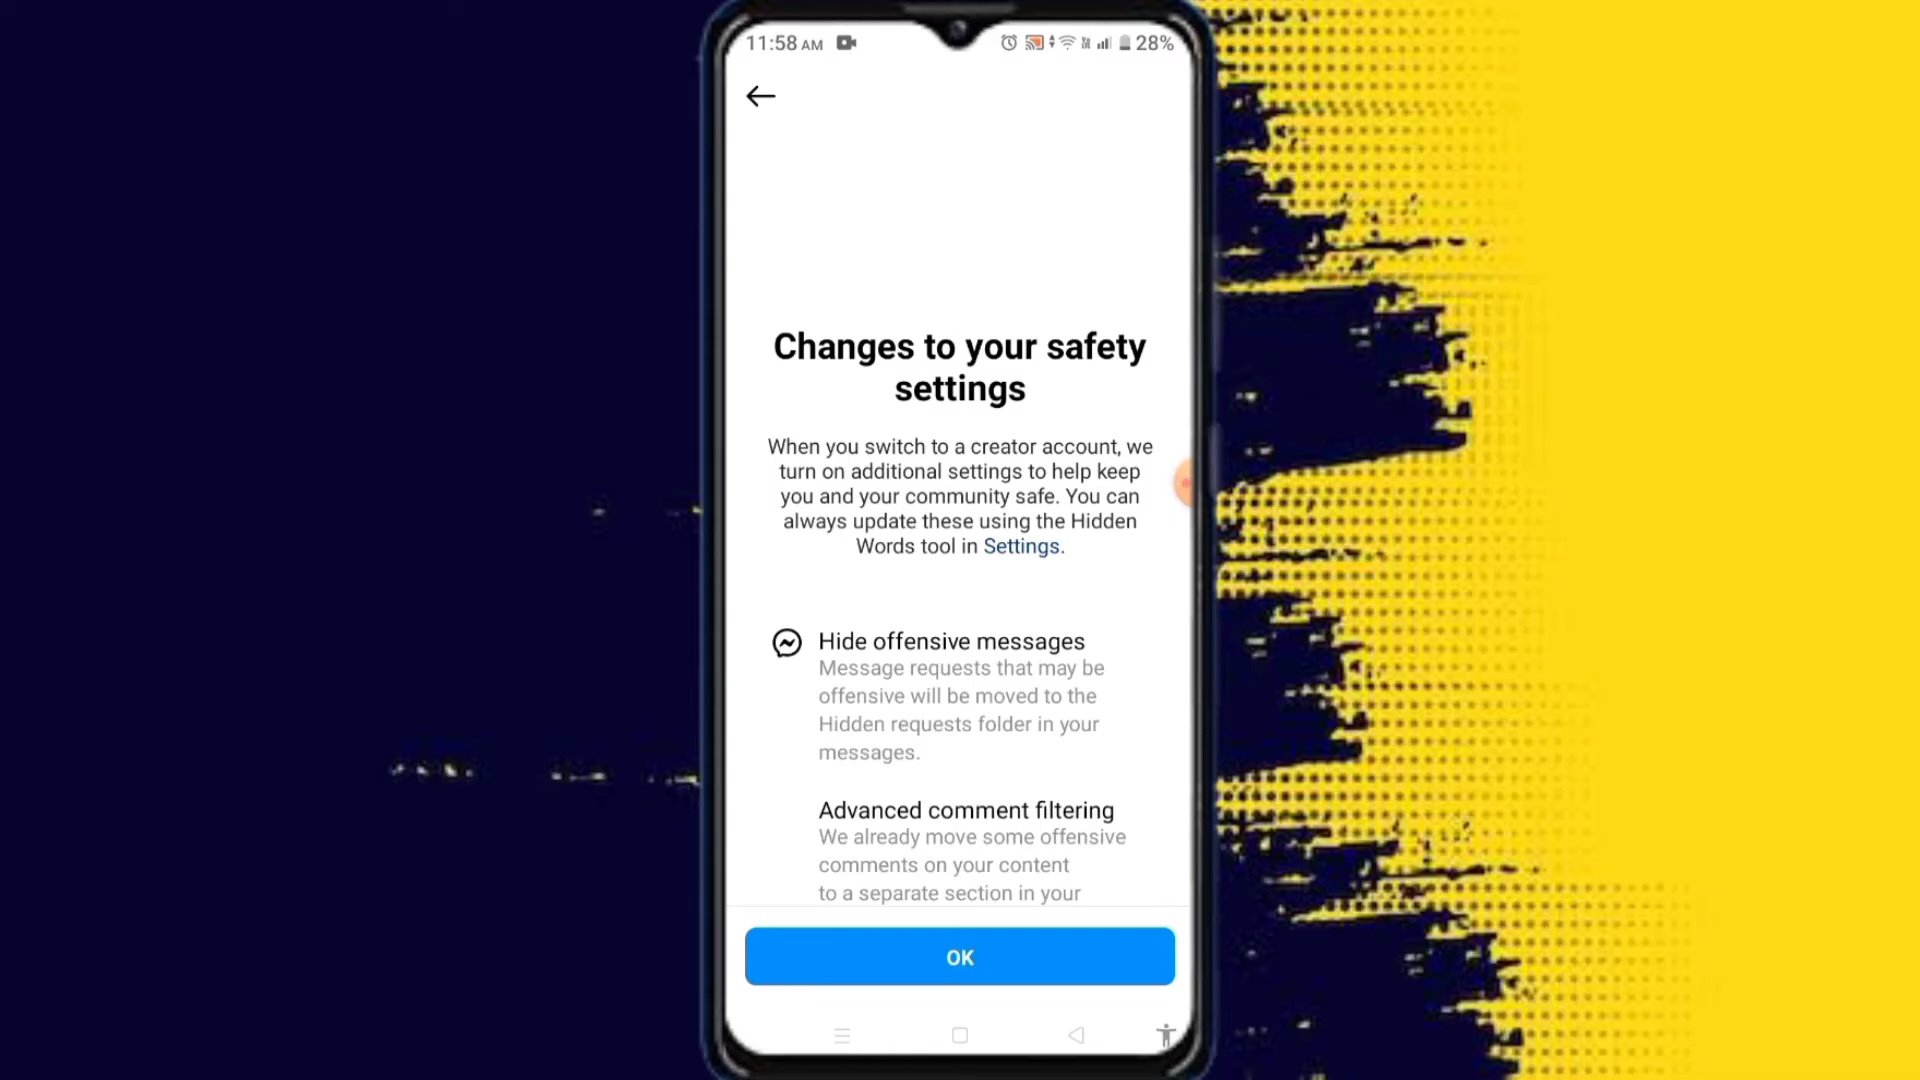 11:58 AM 28%
Changes to your safety
settings
When you switch to a creator account, we
turn on additional settings to help keep
you and your community safe. You can
always update these using the Hidden
Words tool in Settings.
Hide offensive messages
Message requests that may be
offensive will be moved to the
Hidden requests folder in your
messages.
Advanced comment filtering
We already move some offensive
comments on your content
to a separate section in your
OK